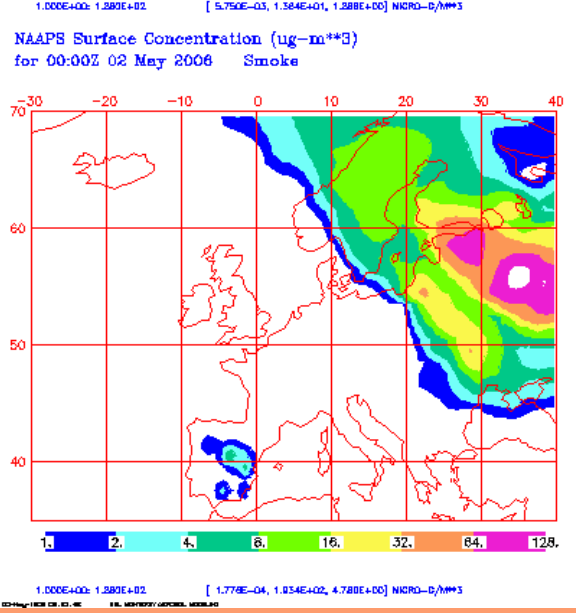 1.000E+00: 1.280E+02 [ 5.750E-03, 1.364E+01, 1.288E+00] MICRO-G/M**3
NAAPS Surface Concentration (ug-m**3)
for 00:00Z 02 May 2006 Smoke
-30 -20 -10 0 10 20 30 40
70
60
50
40
1. 2. 4. 8. 16. 32. 64. 128.
1.000E+00: 1.280E+02 [ 1.776E-04, 1.934E+02, 4.780E+00] MICRO-G/M**3